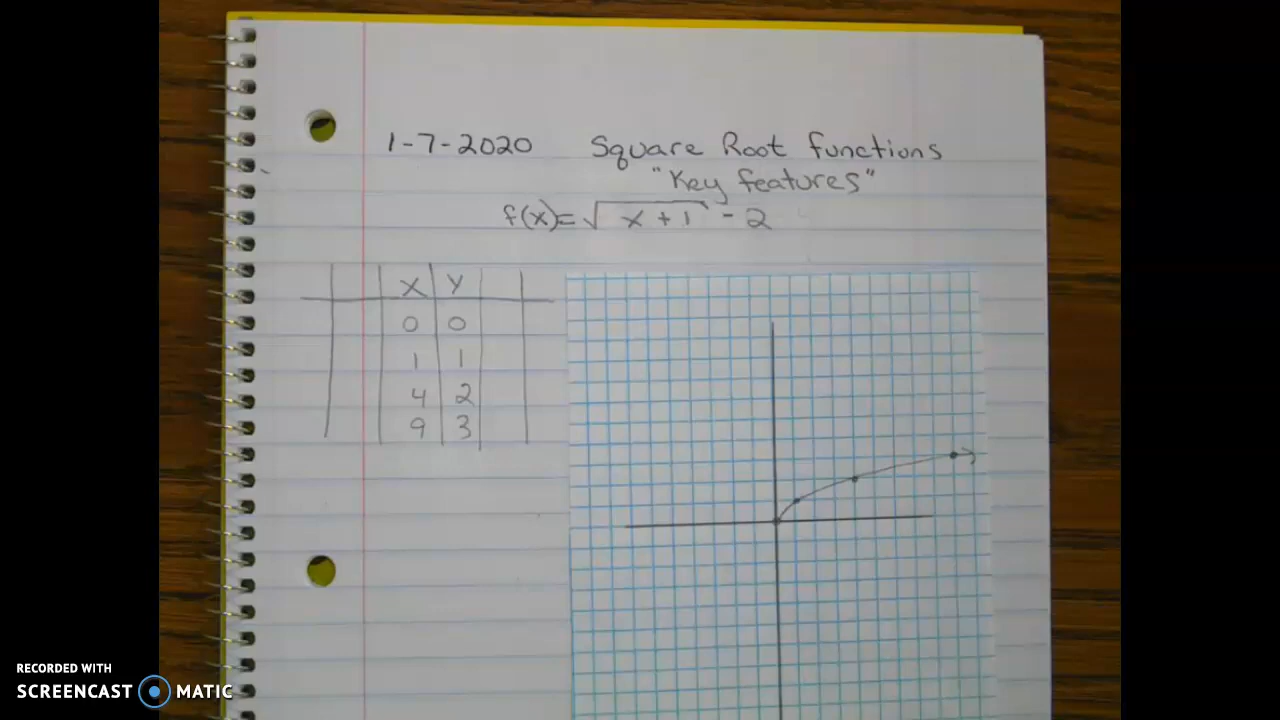 1-7-2020 Square Root functions
"Key features"
f(x)=√x+1 - 2
X Y
0 0
1 1
4 2
9 3
RECORDED WITH
SCREENCAST MATIC